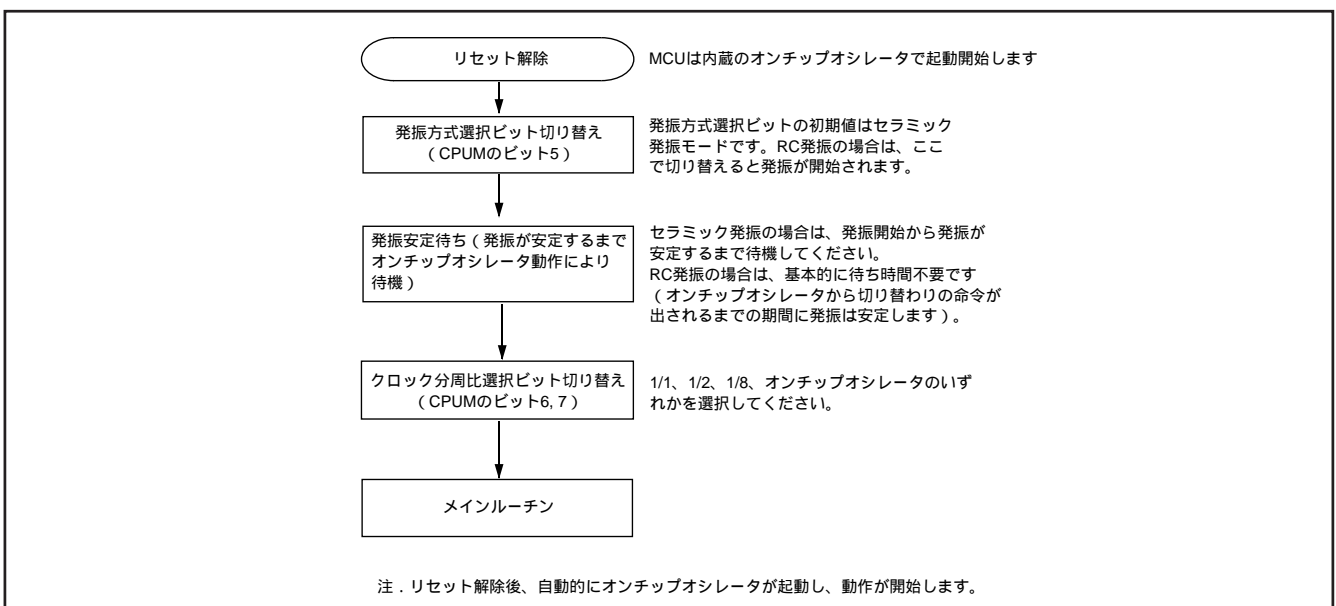 リセット解除
MCUは内蔵のオンチップオシレータで起動開始します
発振方式選択ビット切り替え
(CPUMのビット5)
発振方式選択ビットの初期値はセラミック
発振モードです。RC発振の場合は、ここ
で切り替えると発振が開始されます。
発振安定待ち(発振が安定するまで
オンチップオシレータ動作により
待機)
セラミック発振の場合は、発振開始から発振が
安定するまで待機してください。
RC発振の場合は、基本的に待ち時間不要です
(オンチップオシレータから切り替わりの命令が
出されるまでの期間に発振は安定します)。
クロック分周比選択ビット切り替え
(CPUMのビット6, 7)
1/1、1/2、1/8、オンチップオシレータのいず
れかを選択してください。
メインルーチン
注.リセット解除後、自動的にオンチップオシレータが起動し、動作が開始します。